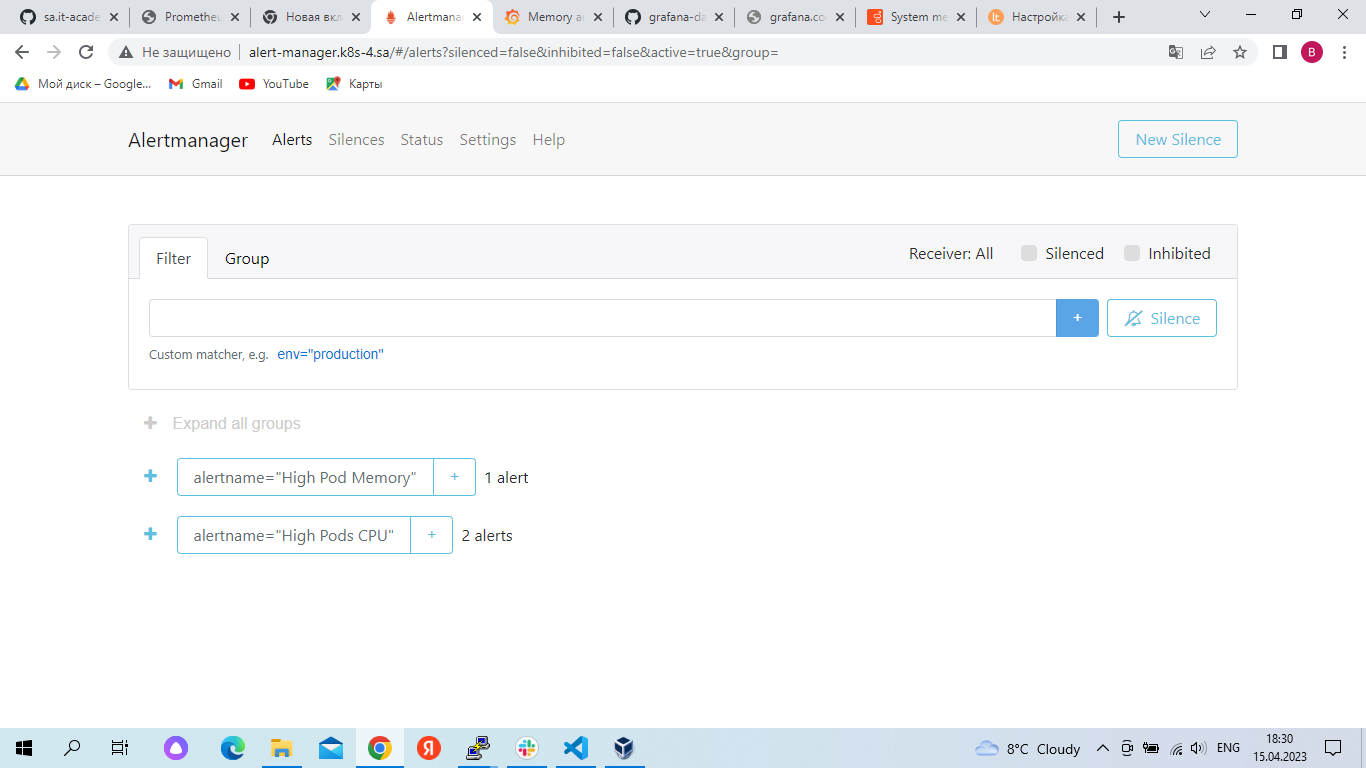 sa.it-acade
Prometheu
Новая вкл
Alertmana
Memory a
grafana-da
grafana.co
System me
Настройка
Не защищено
alert-manager.k8s-4.sa/#/alerts?silenced=false&inhibited=false&active=true&group=
B
Мой диск – Google...
Gmail
YouTube
Карты
Alertmanager
Alerts
Silences
Status
Settings
Help
New Silence
Filter
Group
Receiver: All
Silenced
Inhibited
+
Silence
Custom matcher, e.g. env="production"
+ Expand all groups
+ alertname="High Pod Memory" + 1 alert
+ alertname="High Pods CPU" + 2 alerts
Я
8°C Cloudy
ENG
18:30
15.04.2023